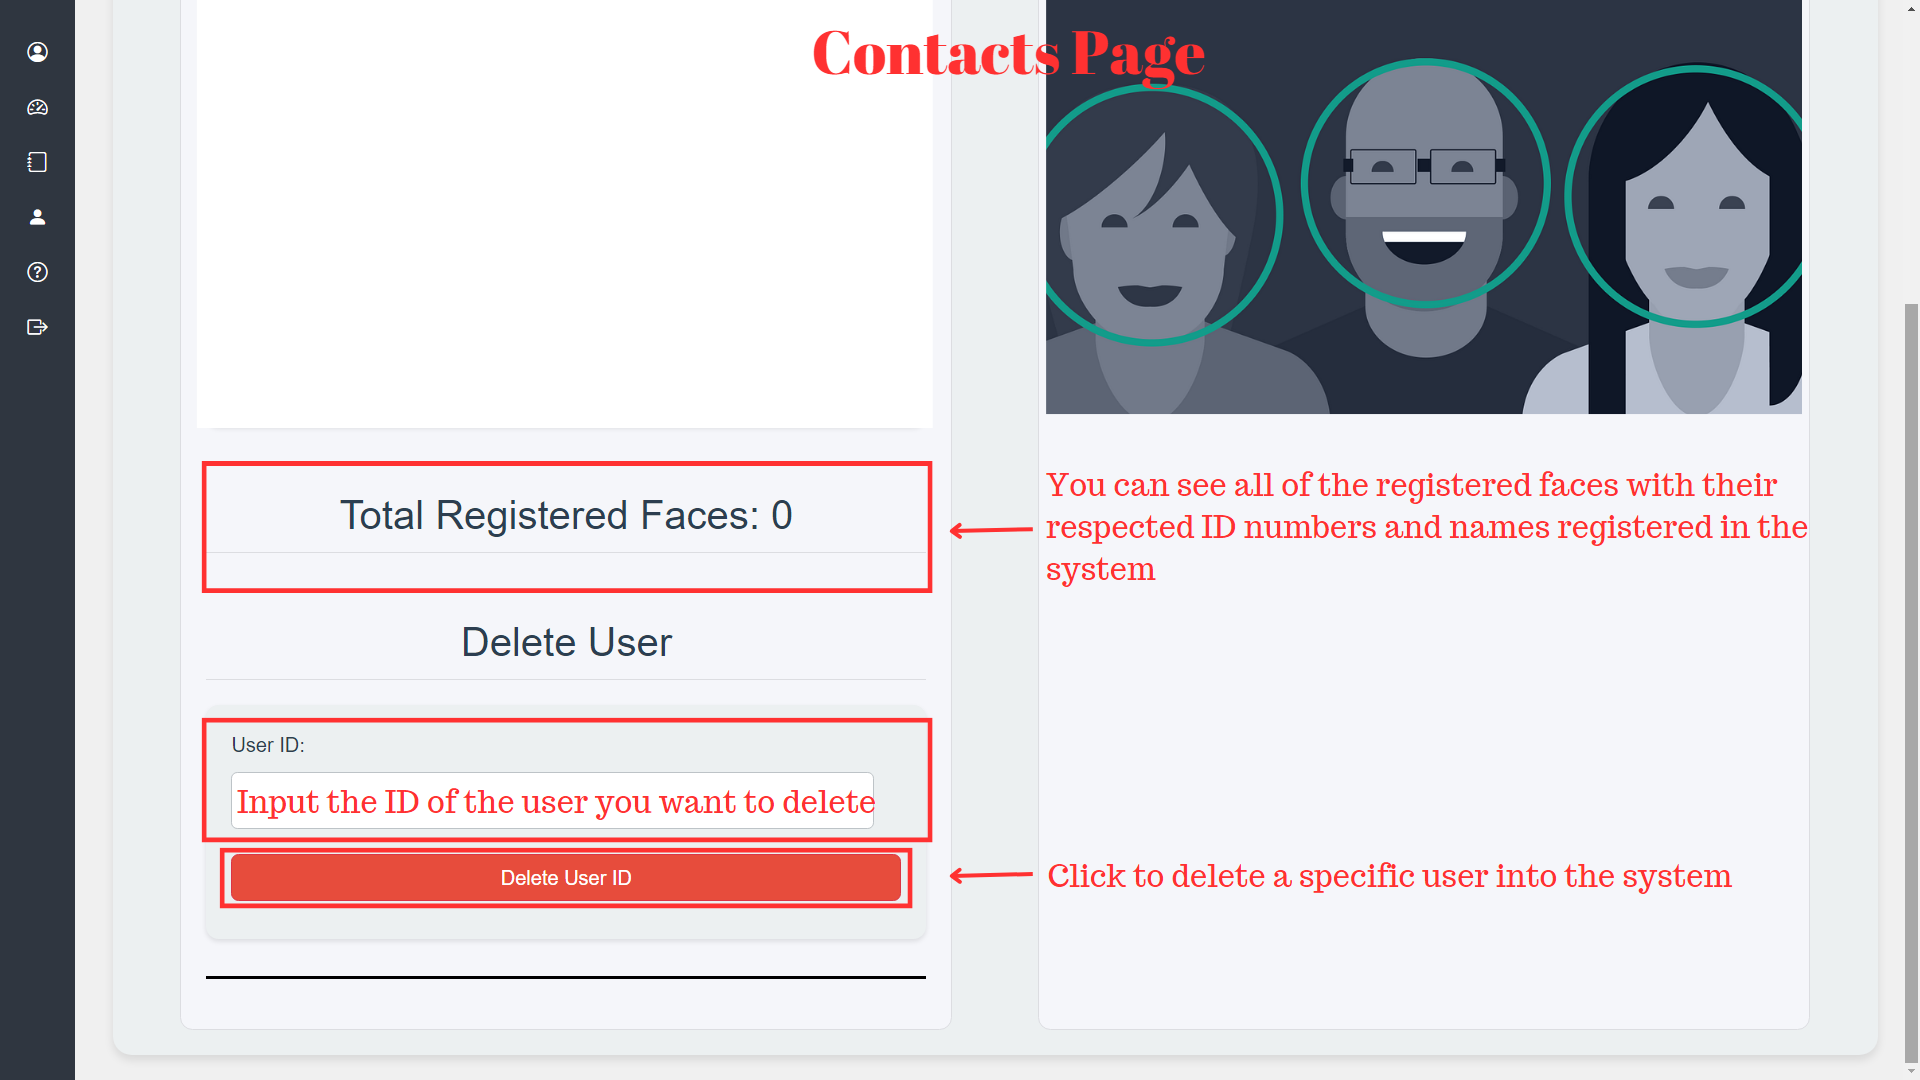 Contacts Page
Total Registered Faces: 0
You can see all of the registered faces with their
respected ID numbers and names registered in the
system
Delete User
User ID:
Input the ID of the user you want to delete
Delete User ID
Click to delete a specific user into the system